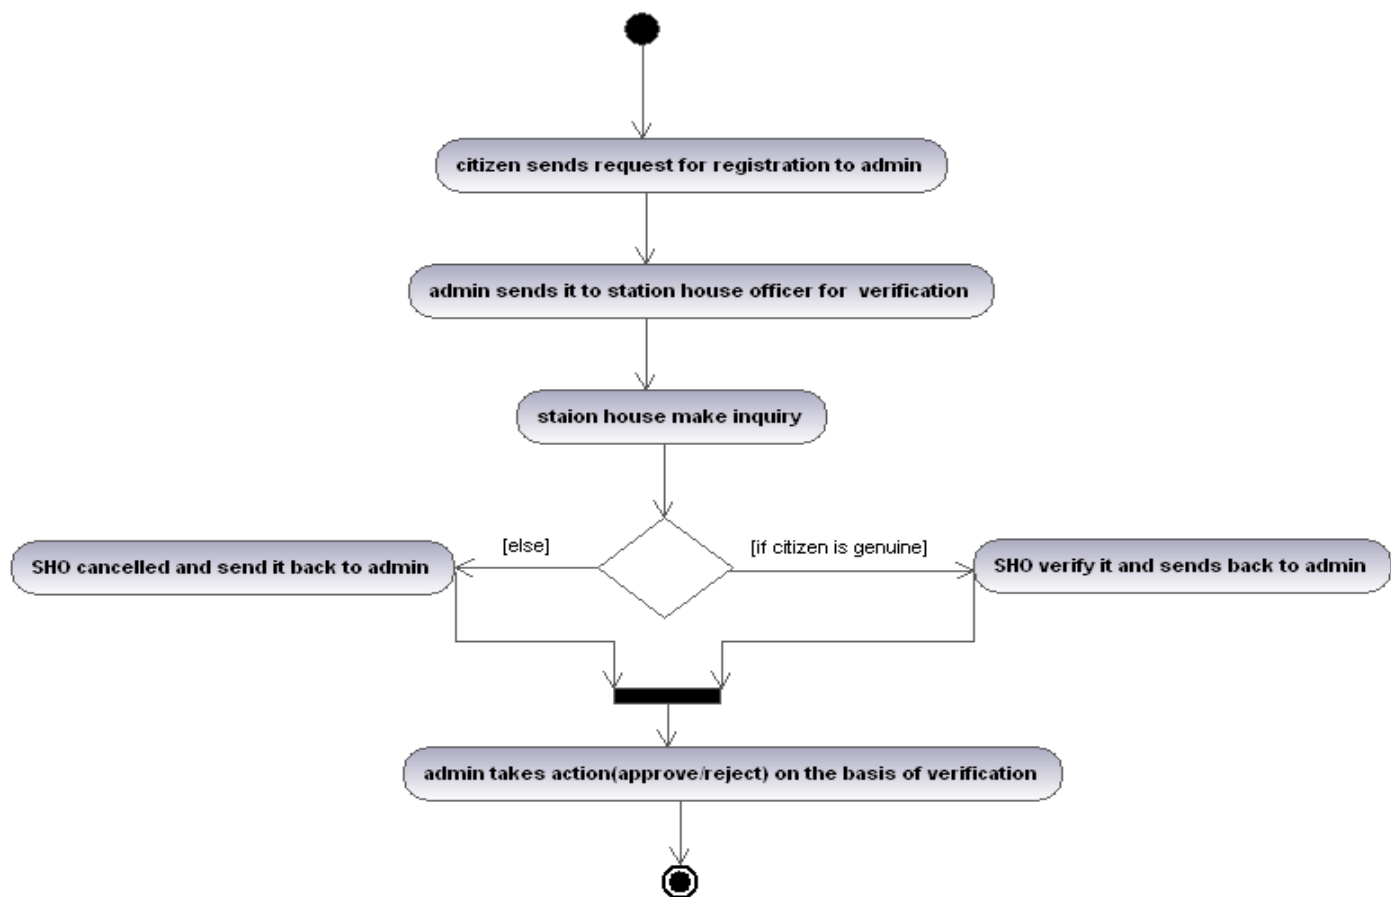 citizen sends request for registration to admin
admin sends it to station house officer for  verification
staion house make inquiry
[else]
[if citizen is genuine]
SHO cancelled and send it back to admin
SHO verify it and sends back to admin
admin takes action(approve/reject) on the basis of verification